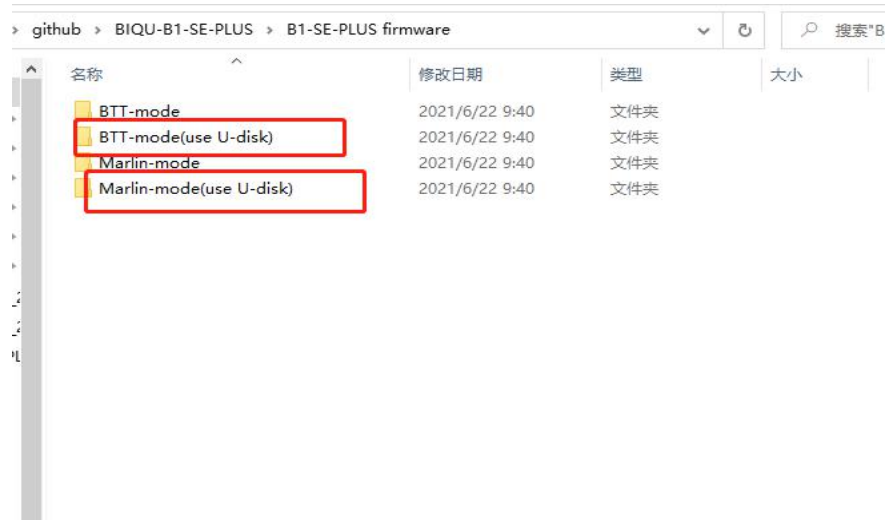 github > BIQU-B1-SE-PLUS > B1-SE-PLUS firmware 搜索"B
名称 修改日期 类型 大小
BTT-mode 2021/6/22 9:40 文件夹
BTT-mode(use U-disk) 2021/6/22 9:40 文件夹
Marlin-mode 2021/6/22 9:40 文件夹
Marlin-mode(use U-disk) 2021/6/22 9:40 文件夹
_2
_2
PL